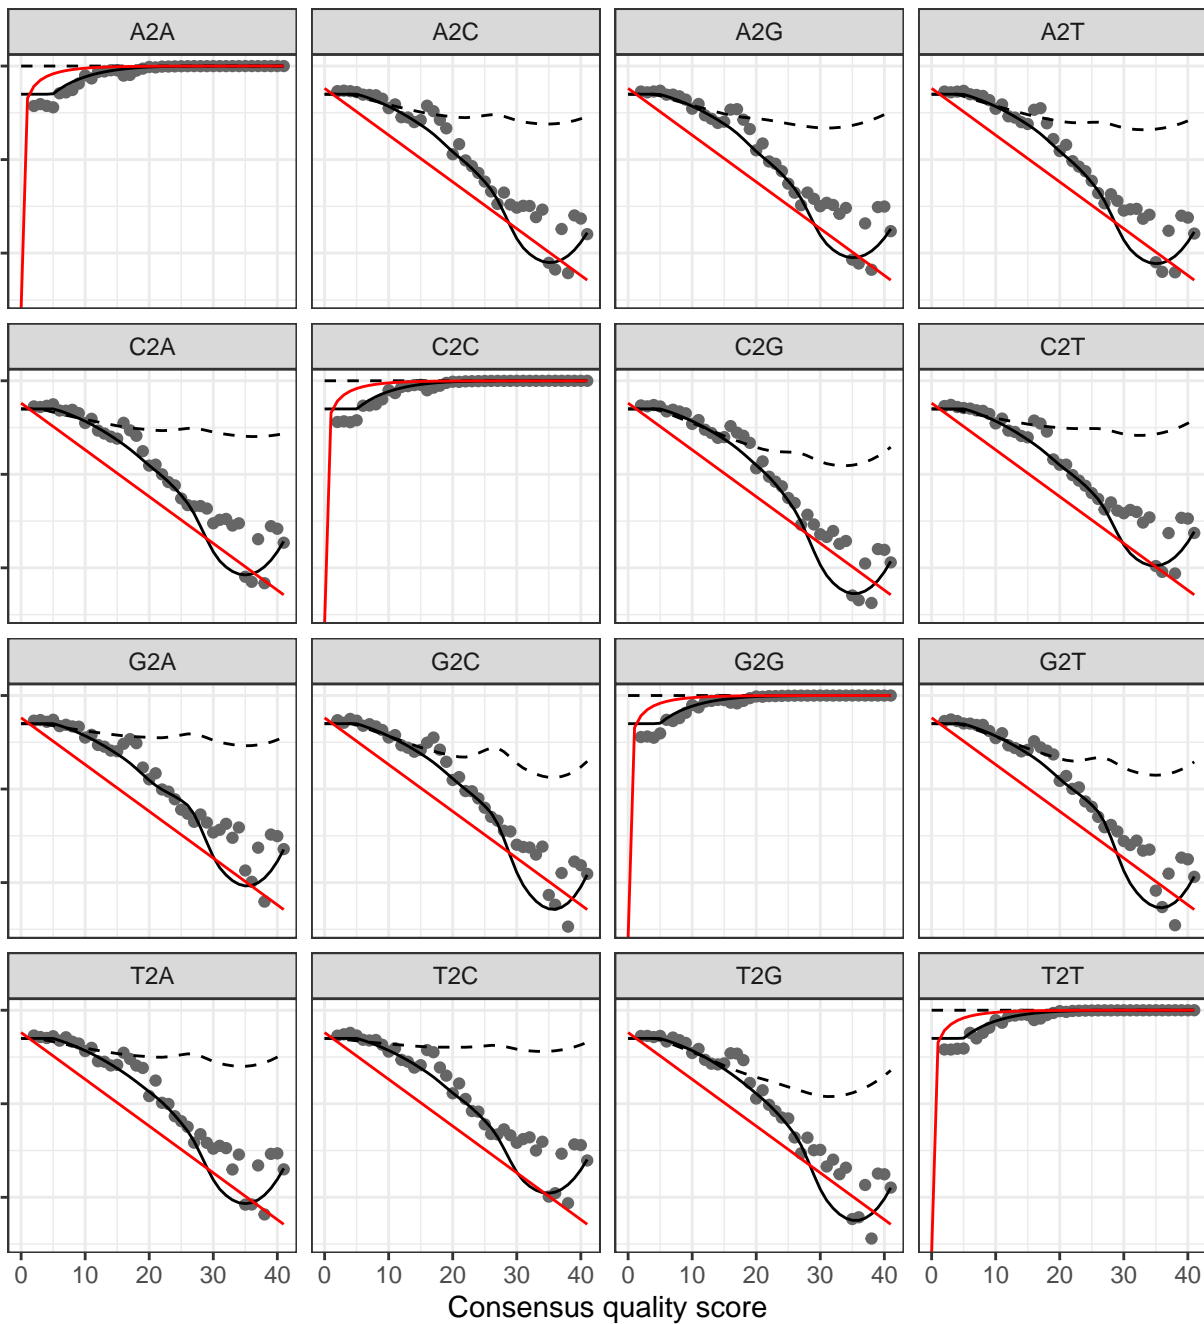 A2A A2C A2G A2T
C2A C2C C2G C2T
G2A G2C G2G G2T
T2A T2C T2G T2T
0 10 20 30 40 0 10 20 30 40 0 10 20 30 40 0 10 20 30 40
Consensus quality score